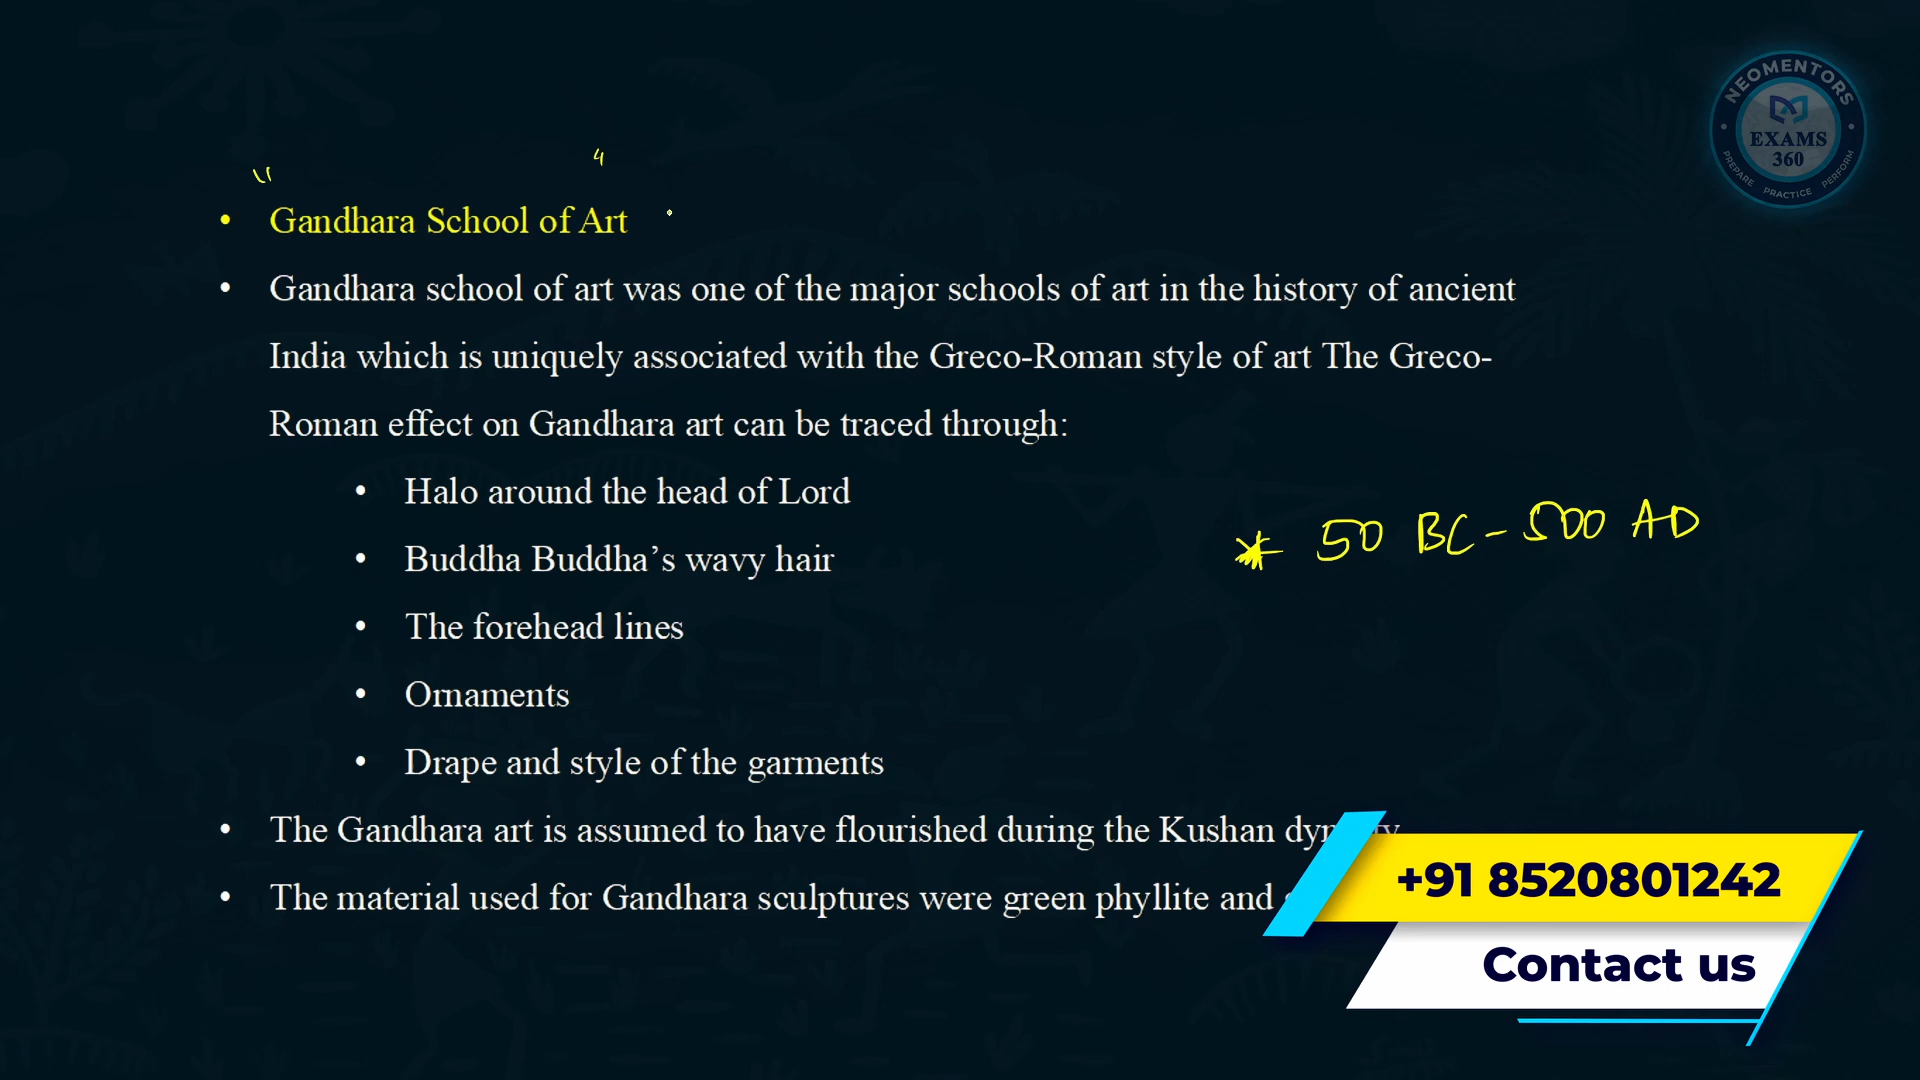 NEOMENTORS
EXAMS
360
PREPARE PRACTICE PERFORM
• Gandhara School of Art
• Gandhara school of art was one of the major schools of art in the history of ancient
India which is uniquely associated with the Greco-Roman style of art The Greco-
Roman effect on Gandhara art can be traced through:
• Halo around the head of Lord
• Buddha Buddha’s wavy hair
* 50 BC - 500 AD
• The forehead lines
• Ornaments
• Drape and style of the garments
• The Gandhara art is assumed to have flourished during the Kushan
• The material used for Gandhara sculptures were green phyllite and
+91 8520801242
Contact us